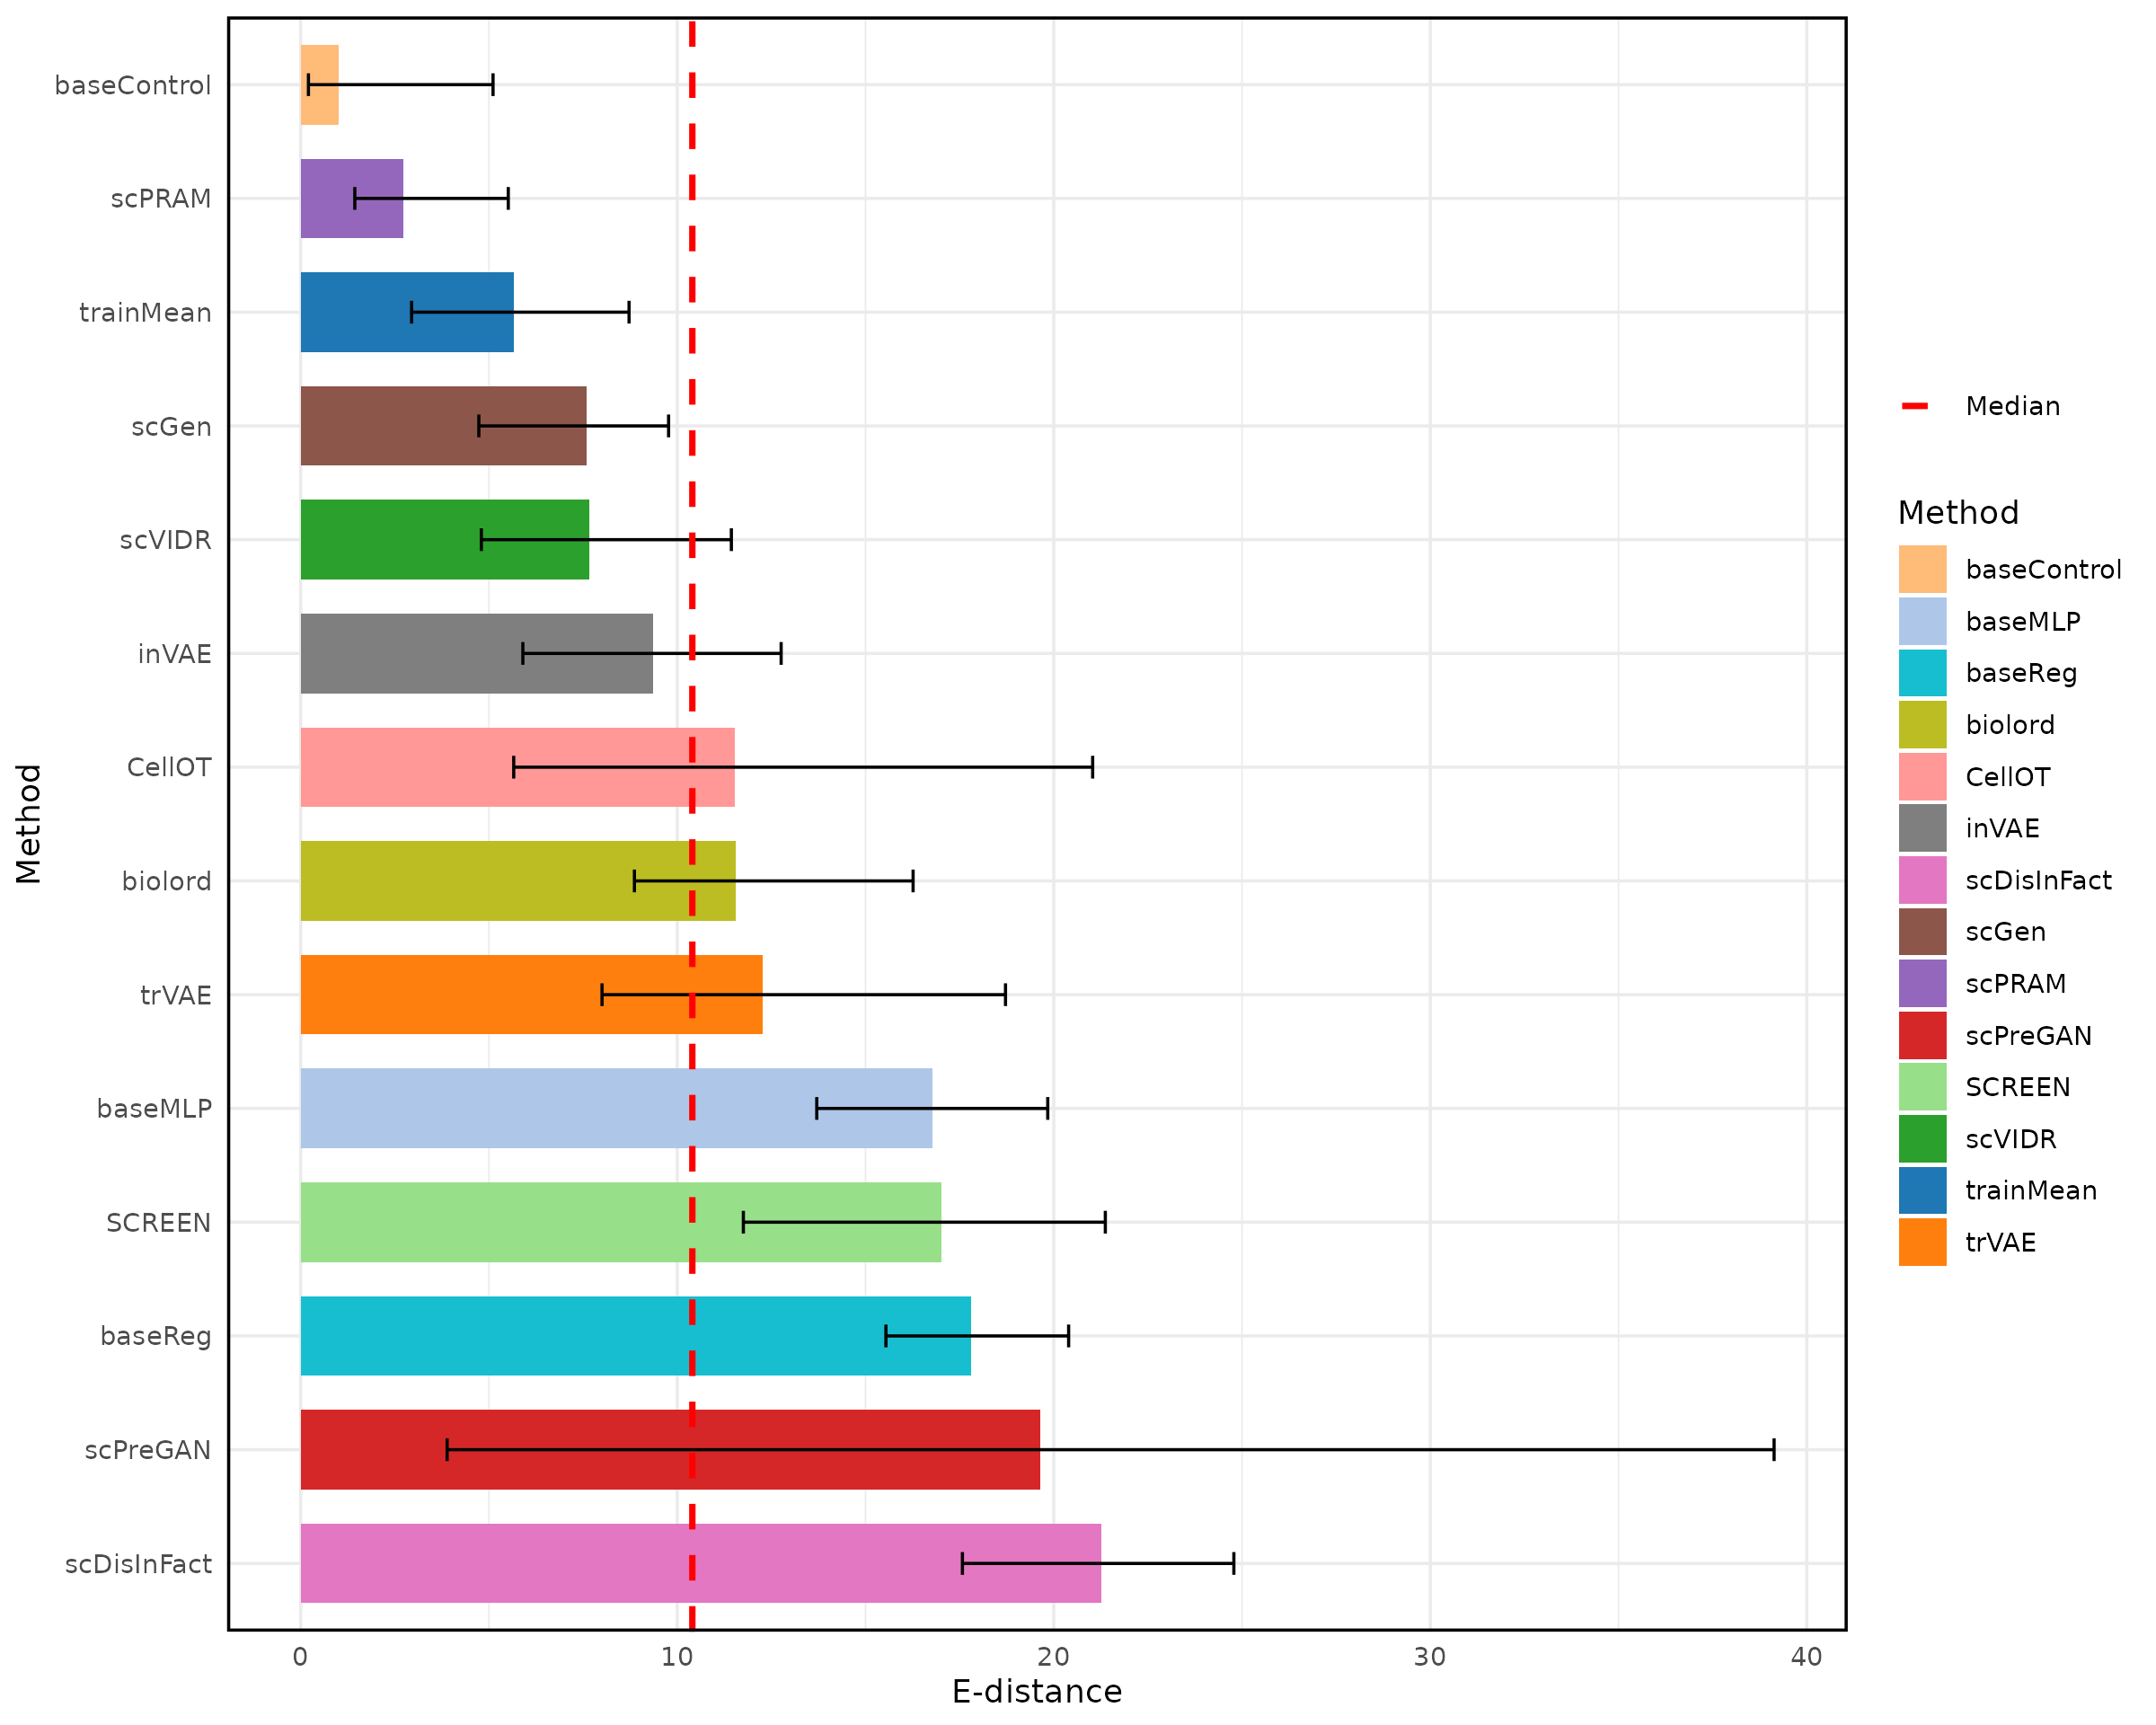 baseControl
scPRAM
trainMean
scGen
scVIDR
inVAE
CellOT
biolord
trVAE
baseMLP
SCREEN
baseReg
scPreGAN
scDisInFact
Method
0 10 20 30 40
E-distance
Median
Method
baseControl
baseMLP
baseReg
biolord
CellOT
inVAE
scDisInFact
scGen
scPRAM
scPreGAN
SCREEN
scVIDR
trainMean
trVAE